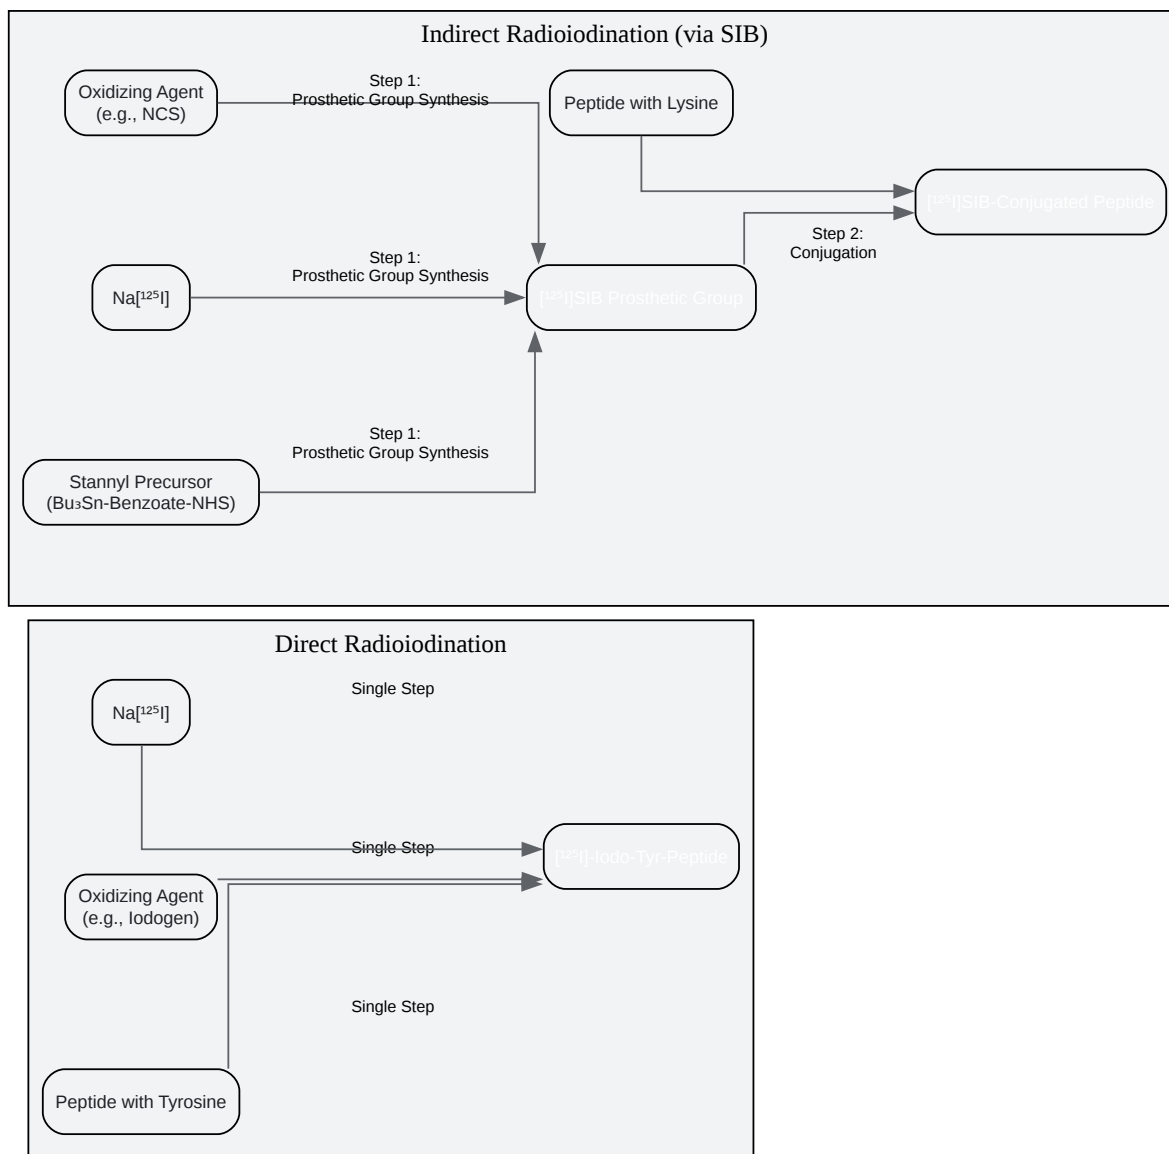 Indirect Radioiodination (via SIB)
Oxidizing Agent
(e.g., NCS)
Step 1:
Prosthetic Group Synthesis
Peptide with Lysine
[¹²⁵I]SIB-Conjugated Peptide
Step 2:
Conjugation
Na[¹²⁵I]
Step 1:
Prosthetic Group Synthesis
[¹²⁵I]SIB Prosthetic Group
Stannyl Precursor
(Bu₃Sn-Benzoate-NHS)
Step 1:
Prosthetic Group Synthesis
Direct Radioiodination
Na[¹²⁵I]
Single Step
Single Step
[¹²⁵I]-Iodo-Tyr-Peptide
Oxidizing Agent
(e.g., Iodogen)
Single Step
Peptide with Tyrosine